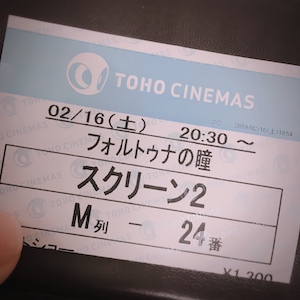 TOHO CINEMAS
02/16(土) 20:30 ～
フォルトゥナの瞳
スクリーン2
M列 － 24番
¥1,200